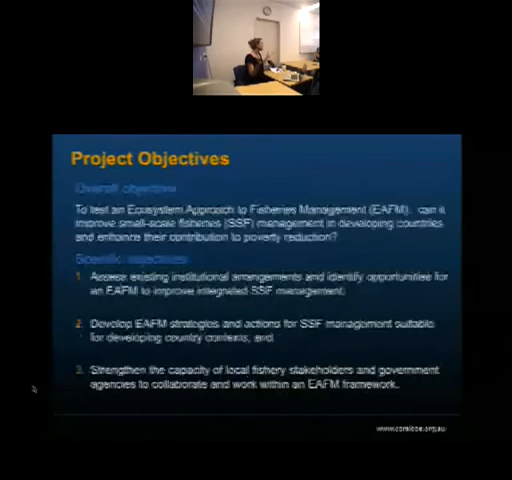 Project Objectives
Overall objective
To test an Ecosystem Approach to Fisheries Management (EAFM): can it
improve small-scale fisheries (SSF) management in developing countries
and enhance their contribution to poverty reduction?
Specific objectives
1. Assess existing institutional arrangements and identify opportunities for
an EAFM to improve integrated SSF management.
2. Develop EAFM strategies and actions for SSF management suitable
for developing country contexts, and
3. Strengthen the capacity of local fishery stakeholders and government
agencies to collaborate and work within an EAFM framework.
www.coralcoe.org.au